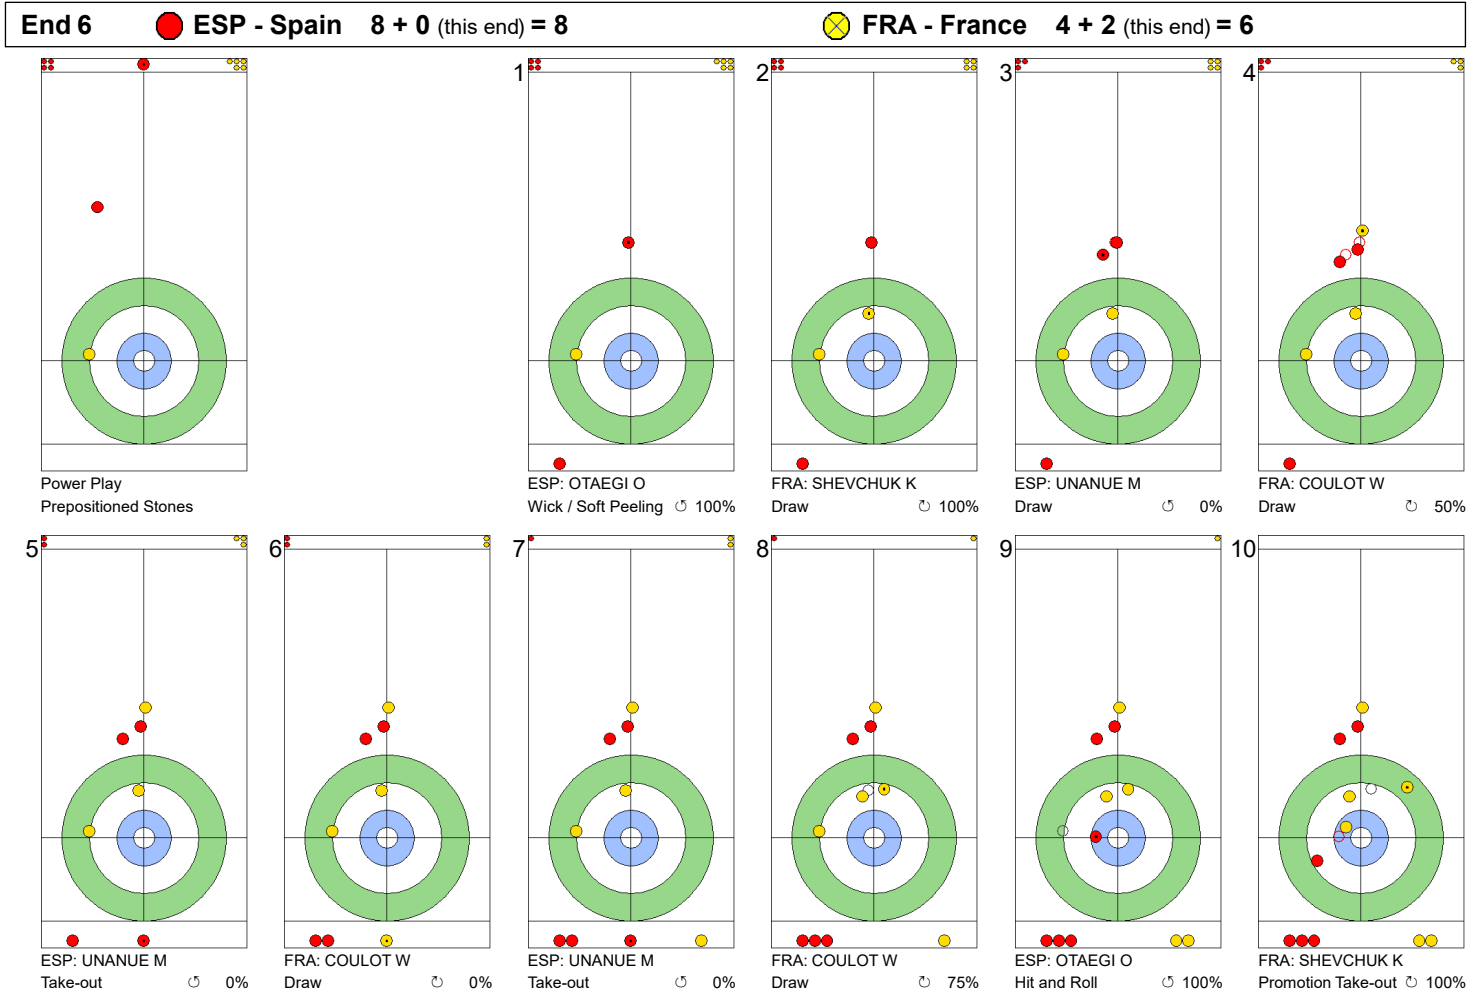 End 6 ESP - Spain 8 + 0 (this end) = 8 FRA - France 4 + 2 (this end) = 6
Power Play
Prepositioned Stones
1
ESP: OTAEGI O
Wick / Soft Peeling ↺ 100%
2
FRA: SHEVCHUK K
Draw ↻ 100%
3
ESP: UNANUE M
Draw ↺ 0%
4
FRA: COULOT W
Draw ↻ 50%
5
ESP: UNANUE M
Take-out ↺ 0%
6
FRA: COULOT W
Draw ↻ 0%
7
ESP: UNANUE M
Take-out ↺ 0%
8
FRA: COULOT W
Draw ↺ 75%
9
ESP: OTAEGI O
Hit and Roll ↺ 100%
10
FRA: SHEVCHUK K
Promotion Take-out ↻ 100%